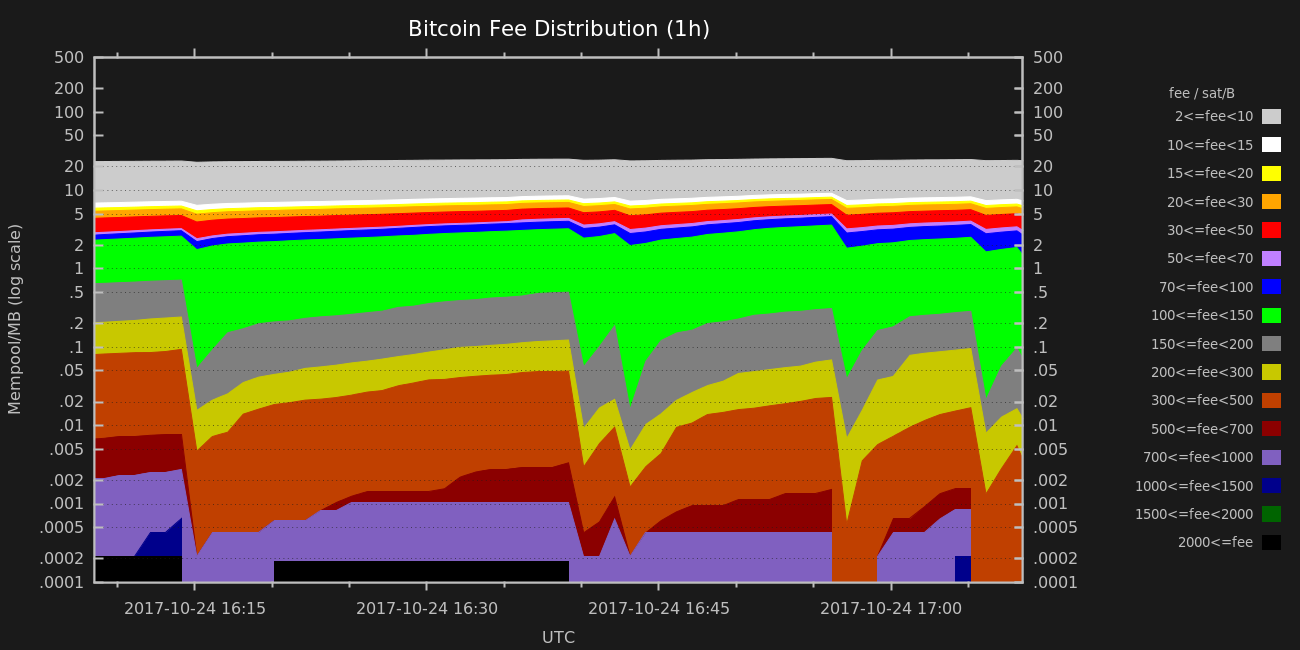 Bitcoin Fee Distribution (1h)
500
200
100
50
20
10
5
2
1
.5
.2
.1
.05
.02
.01
.005
.002
.001
.0005
.0002
.0001
Mempool/MB (log scale)
500
200
100
50
20
10
5
2
1
.5
.2
.1
.05
.02
.01
.005
.002
.001
.0005
.0002
.0001
2017-10-24 16:15
2017-10-24 16:30
2017-10-24 16:45
2017-10-24 17:00
UTC
fee / sat/B
2<=fee<10
10<=fee<15
15<=fee<20
20<=fee<30
30<=fee<50
50<=fee<70
70<=fee<100
100<=fee<150
150<=fee<200
200<=fee<300
300<=fee<500
500<=fee<700
700<=fee<1000
1000<=fee<1500
1500<=fee<2000
2000<=fee